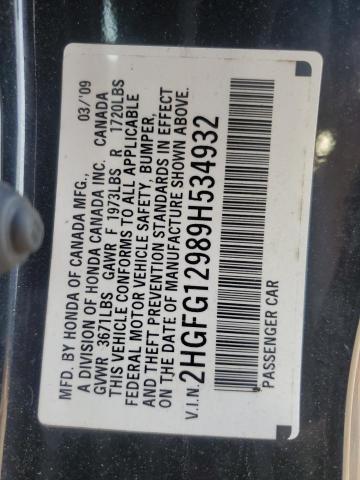 MFD. BY HONDA OF CANADA MFG., 03/'09
A DIVISION OF HONDA CANADA INC. CANADA
GVWR 3671LBS GAWR F 1973LBS R 1720LBS
THIS VEHICLE CONFORMS TO ALL APPLICABLE
FEDERAL MOTOR VEHICLE SAFETY, BUMPER,
AND THEFT PREVENTION STANDARDS IN EFFECT
ON THE DATE OF MANUFACTURE SHOWN ABOVE.
V.I.N. 2HGFG12989H534932
PASSENGER CAR